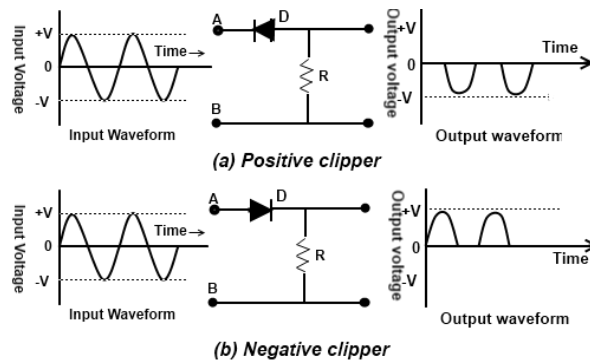 Input Voltage
+V
0
-V
Time →
Input Waveform
A
D
R
B
Output voltage
0
-V
Time
Output waveform
(a) Positive clipper
Input Voltage
+V
0
-V
Time →
Input Waveform
A
D
R
B
Output voltage
+V
0
-V
Time
Output waveform
(b) Negative clipper